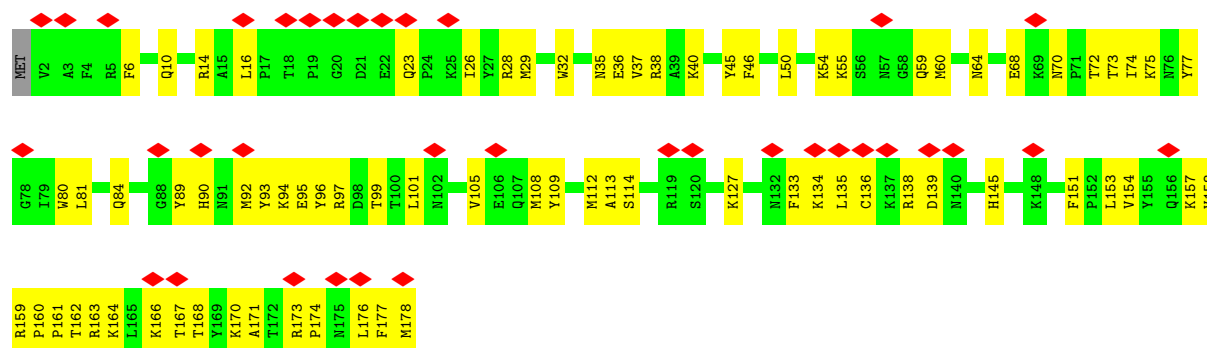 MET V2 A3 F4 R5 F6 Q10 R14 A15 L16 P17 T18 P19 G20 D21 E22 Q23 P24 K25 I26 Y27 R28 M29 W32 N35 E36 V37 R38 A39 K40 Y45 F46 L50 K54 K55 S56 N57 G58 Q59 M60 N64 E68 K69 N70 P71 T72 T73 I74 K75 N76 Y77
G78 I79 W80 L81 Q84 G88 Y89 H90 N91 M92 Y93 K94 E95 Y96 R97 D98 T99 T100 L101 N102 V105 E106 Q107 M108 Y109 M112 A113 S114 R119 S120 K127 N132 F133 K134 L135 C136 K137 R138 D139 N140 H145 K148 F151 P152 L153 V154 Y155 Q156 K157
R159 P160 P161 T162 R163 K164 L165 K166 T167 T168 Y169 K170 A171 T172 R173 P174 N175 L176 F177 M178